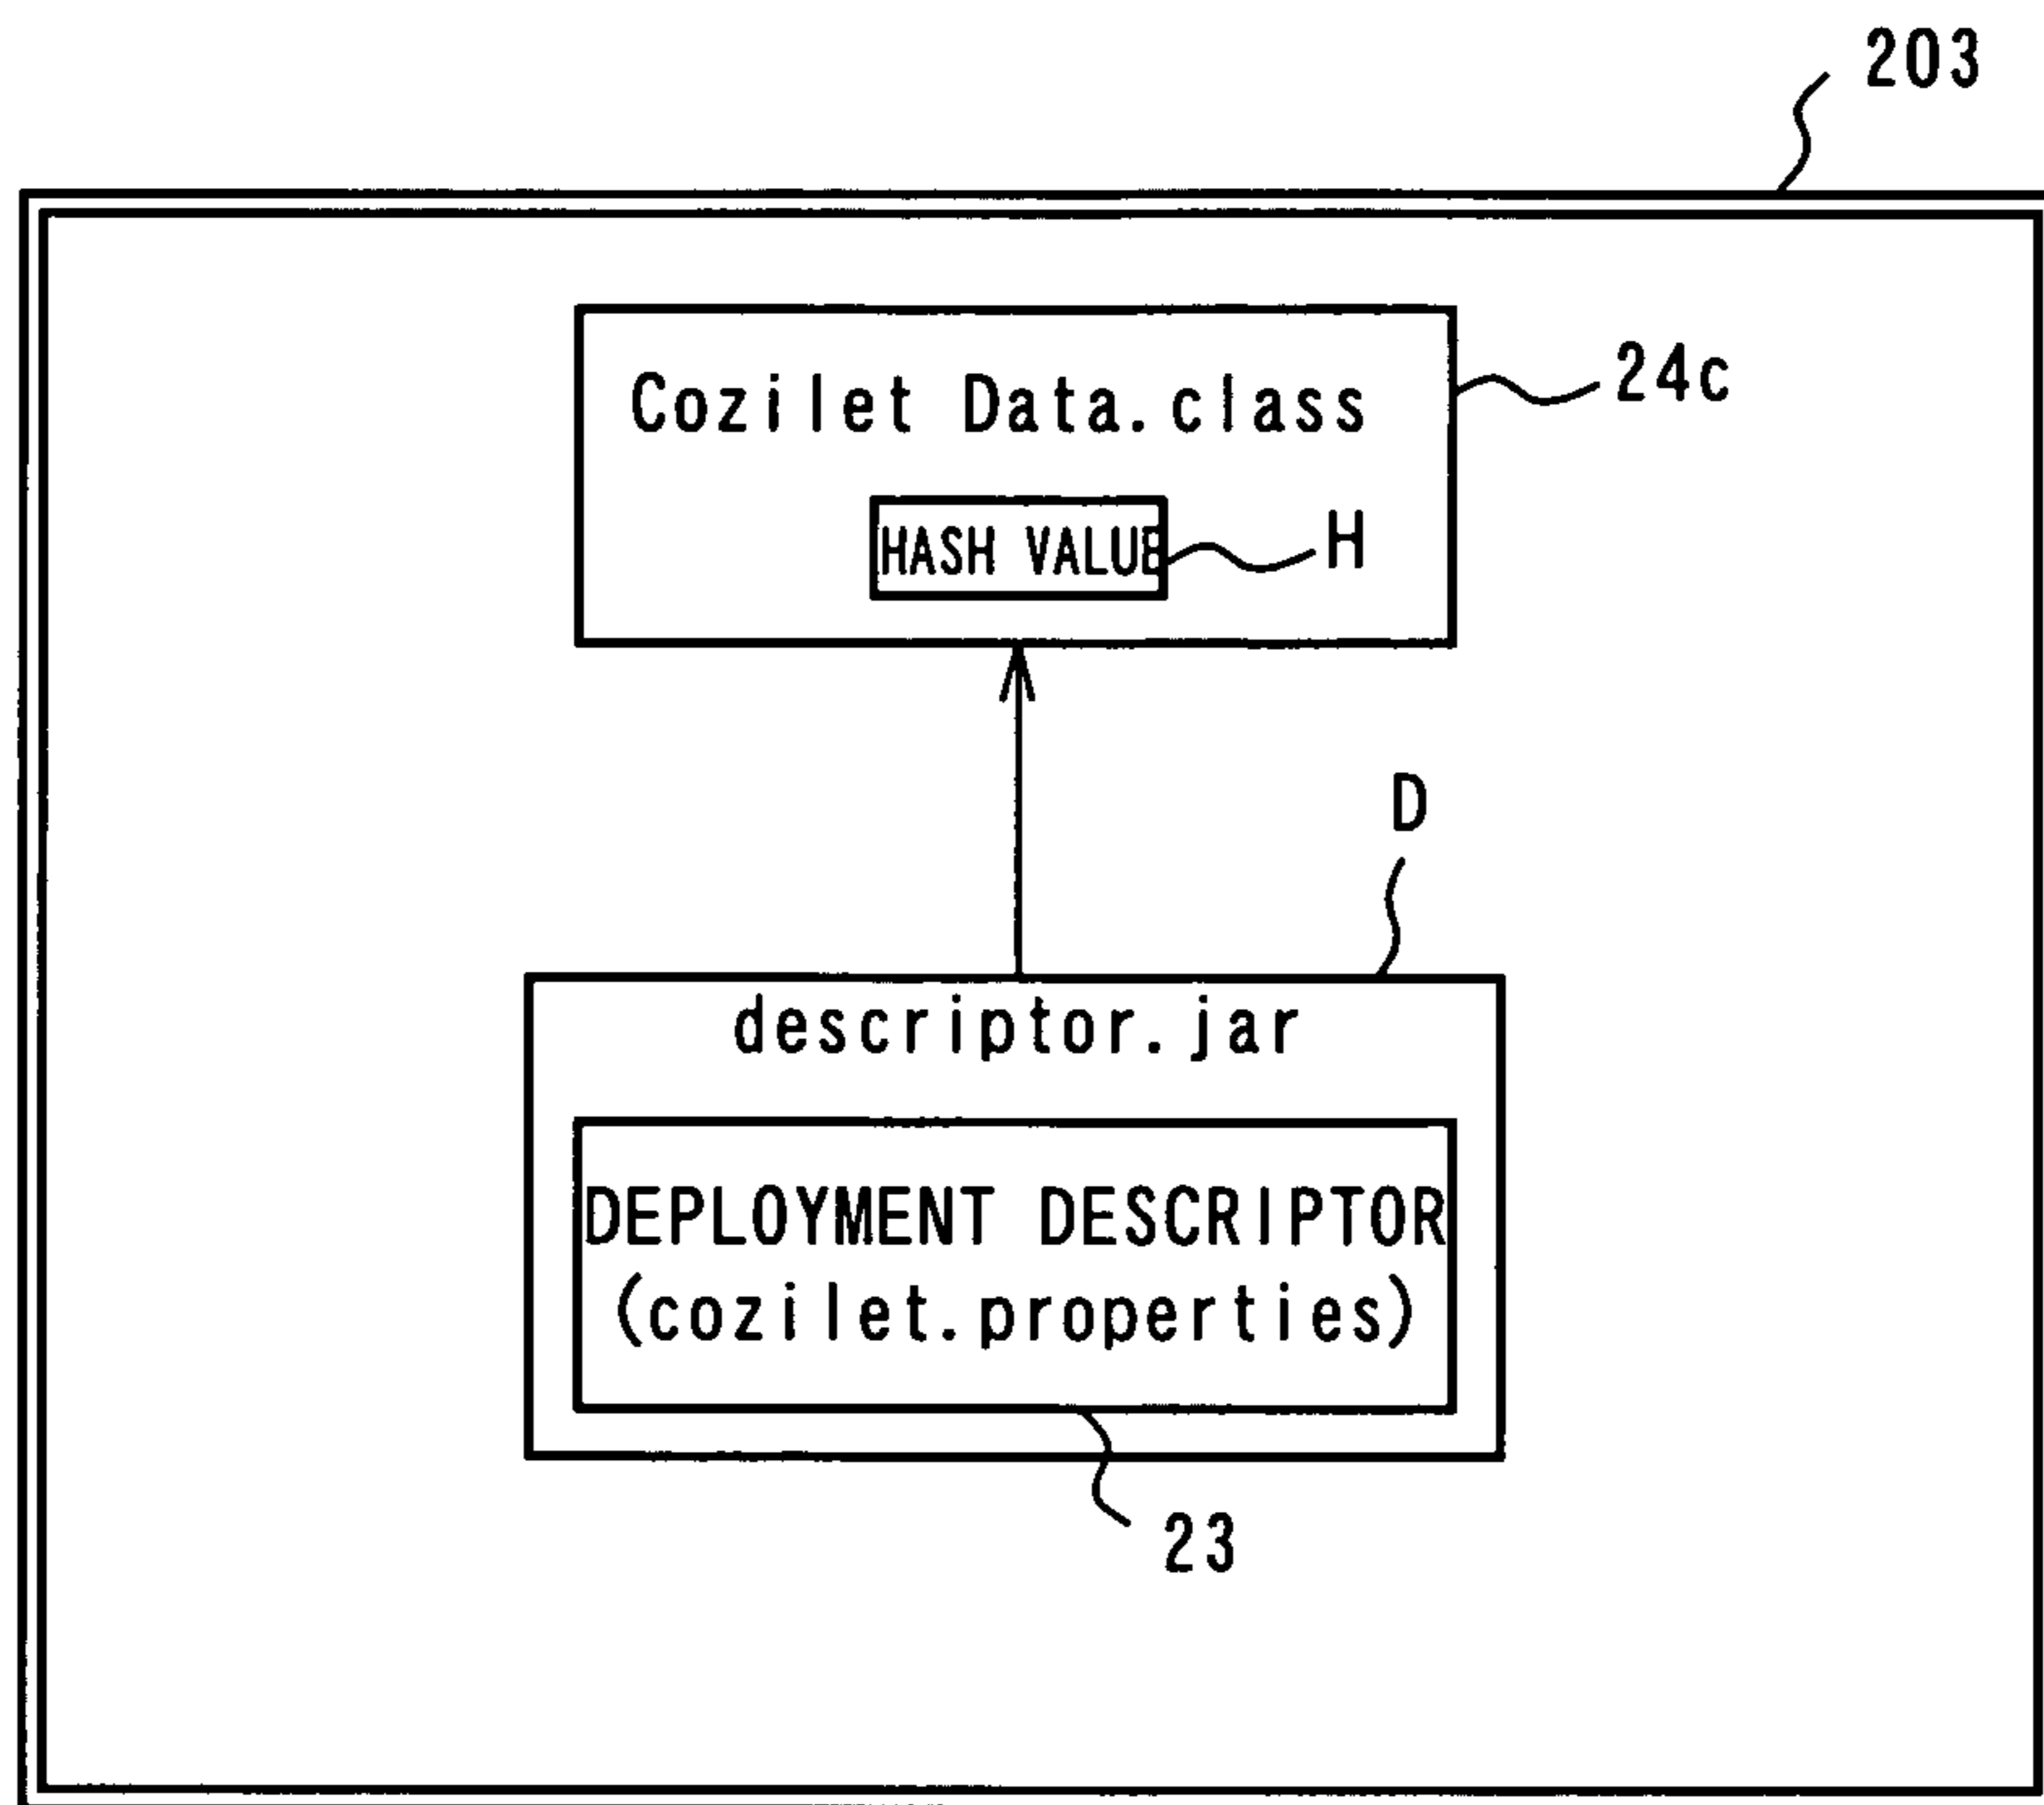 203
Cozilet Data.class
24c
HASH VALUE
H
D
descriptor.jar
DEPLOYMENT DESCRIPTOR
(cozilet.properties)
23